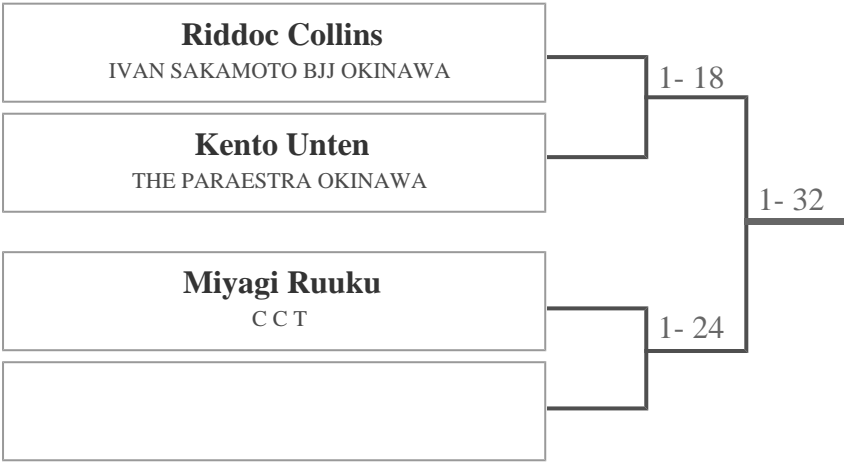 Riddoc Collins
IVAN SAKAMOTO BJJ OKINAWA
1- 18
Kento Unten
THE PARAESTRA OKINAWA
1- 32
Miyagi Ruuku
C C T
1- 24